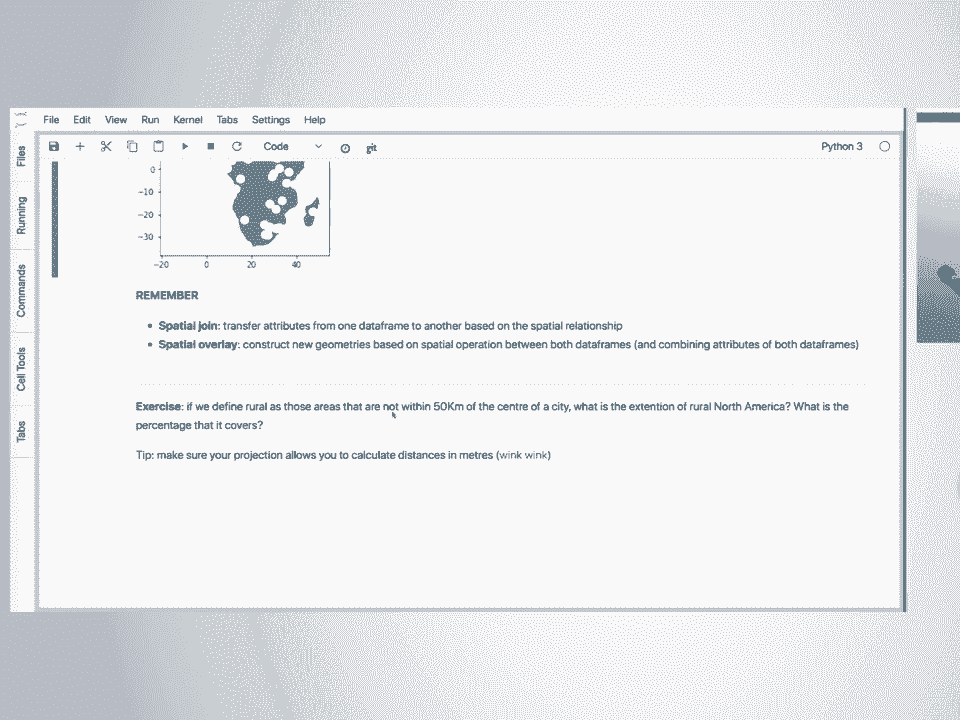 File Edit View Run Kernel Tabs Settings Help
Code git Python 3
Files
Running
Commands
Cell Tools
Tabs
0
−10
−20
−30
−20 0 20 40
REMEMBER
• Spatial join: transfer attributes from one dataframe to another based on the spatial relationship
• Spatial overlay: construct new geometries based on spatial operation between both dataframes (and combining attributes of both dataframes)
Exercise: if we define rural as those areas that are not within 50Km of the centre of a city, what is the extention of rural North America? What is the
percentage that it covers?
Tip: make sure your projection allows you to calculate distances in metres (wink wink)